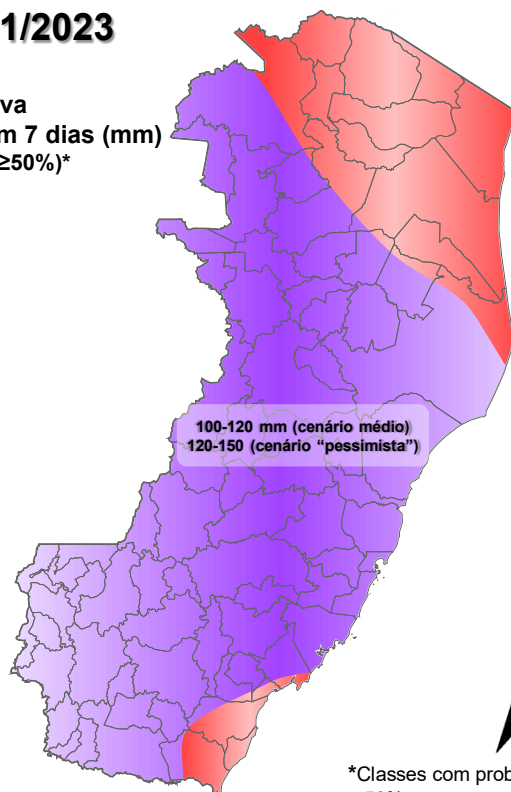 1/2023
va
m 7 dias (mm)
≥50%)*
100-120 mm (cenário médio)
120-150 (cenário “pessimista”)
*Classes com prob